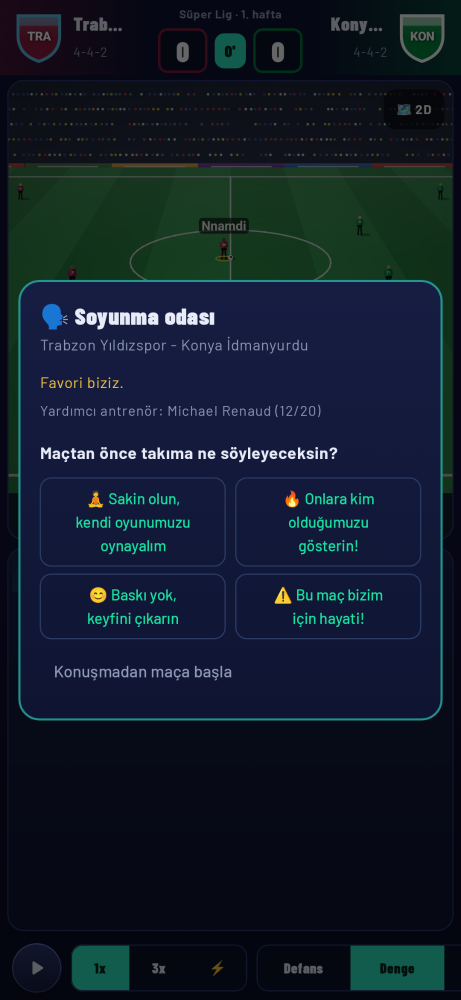 TRA
Trab...
4-4-2
Süper Lig · 1. hafta
0
0'
0
Kony...
4-4-2
KON
2D
Nnamdi
Soyunma odası
Trabzon Yıldızspor – Konya İdmanyurdu
Favori biziz.
Yardımcı antrenör: Michael Renaud (12/20)
Maçtan önce takıma ne söyleyeceksin?
Sakin olun,
kendi oyunumuzu
oynayalım
Onlara kim
olduğumuzu
gösterin!
Baskı yok,
keyfini çıkarın
Bu maç bizim
için hayati!
Konuşmadan maça başla
1x
3x
Defans
Denge